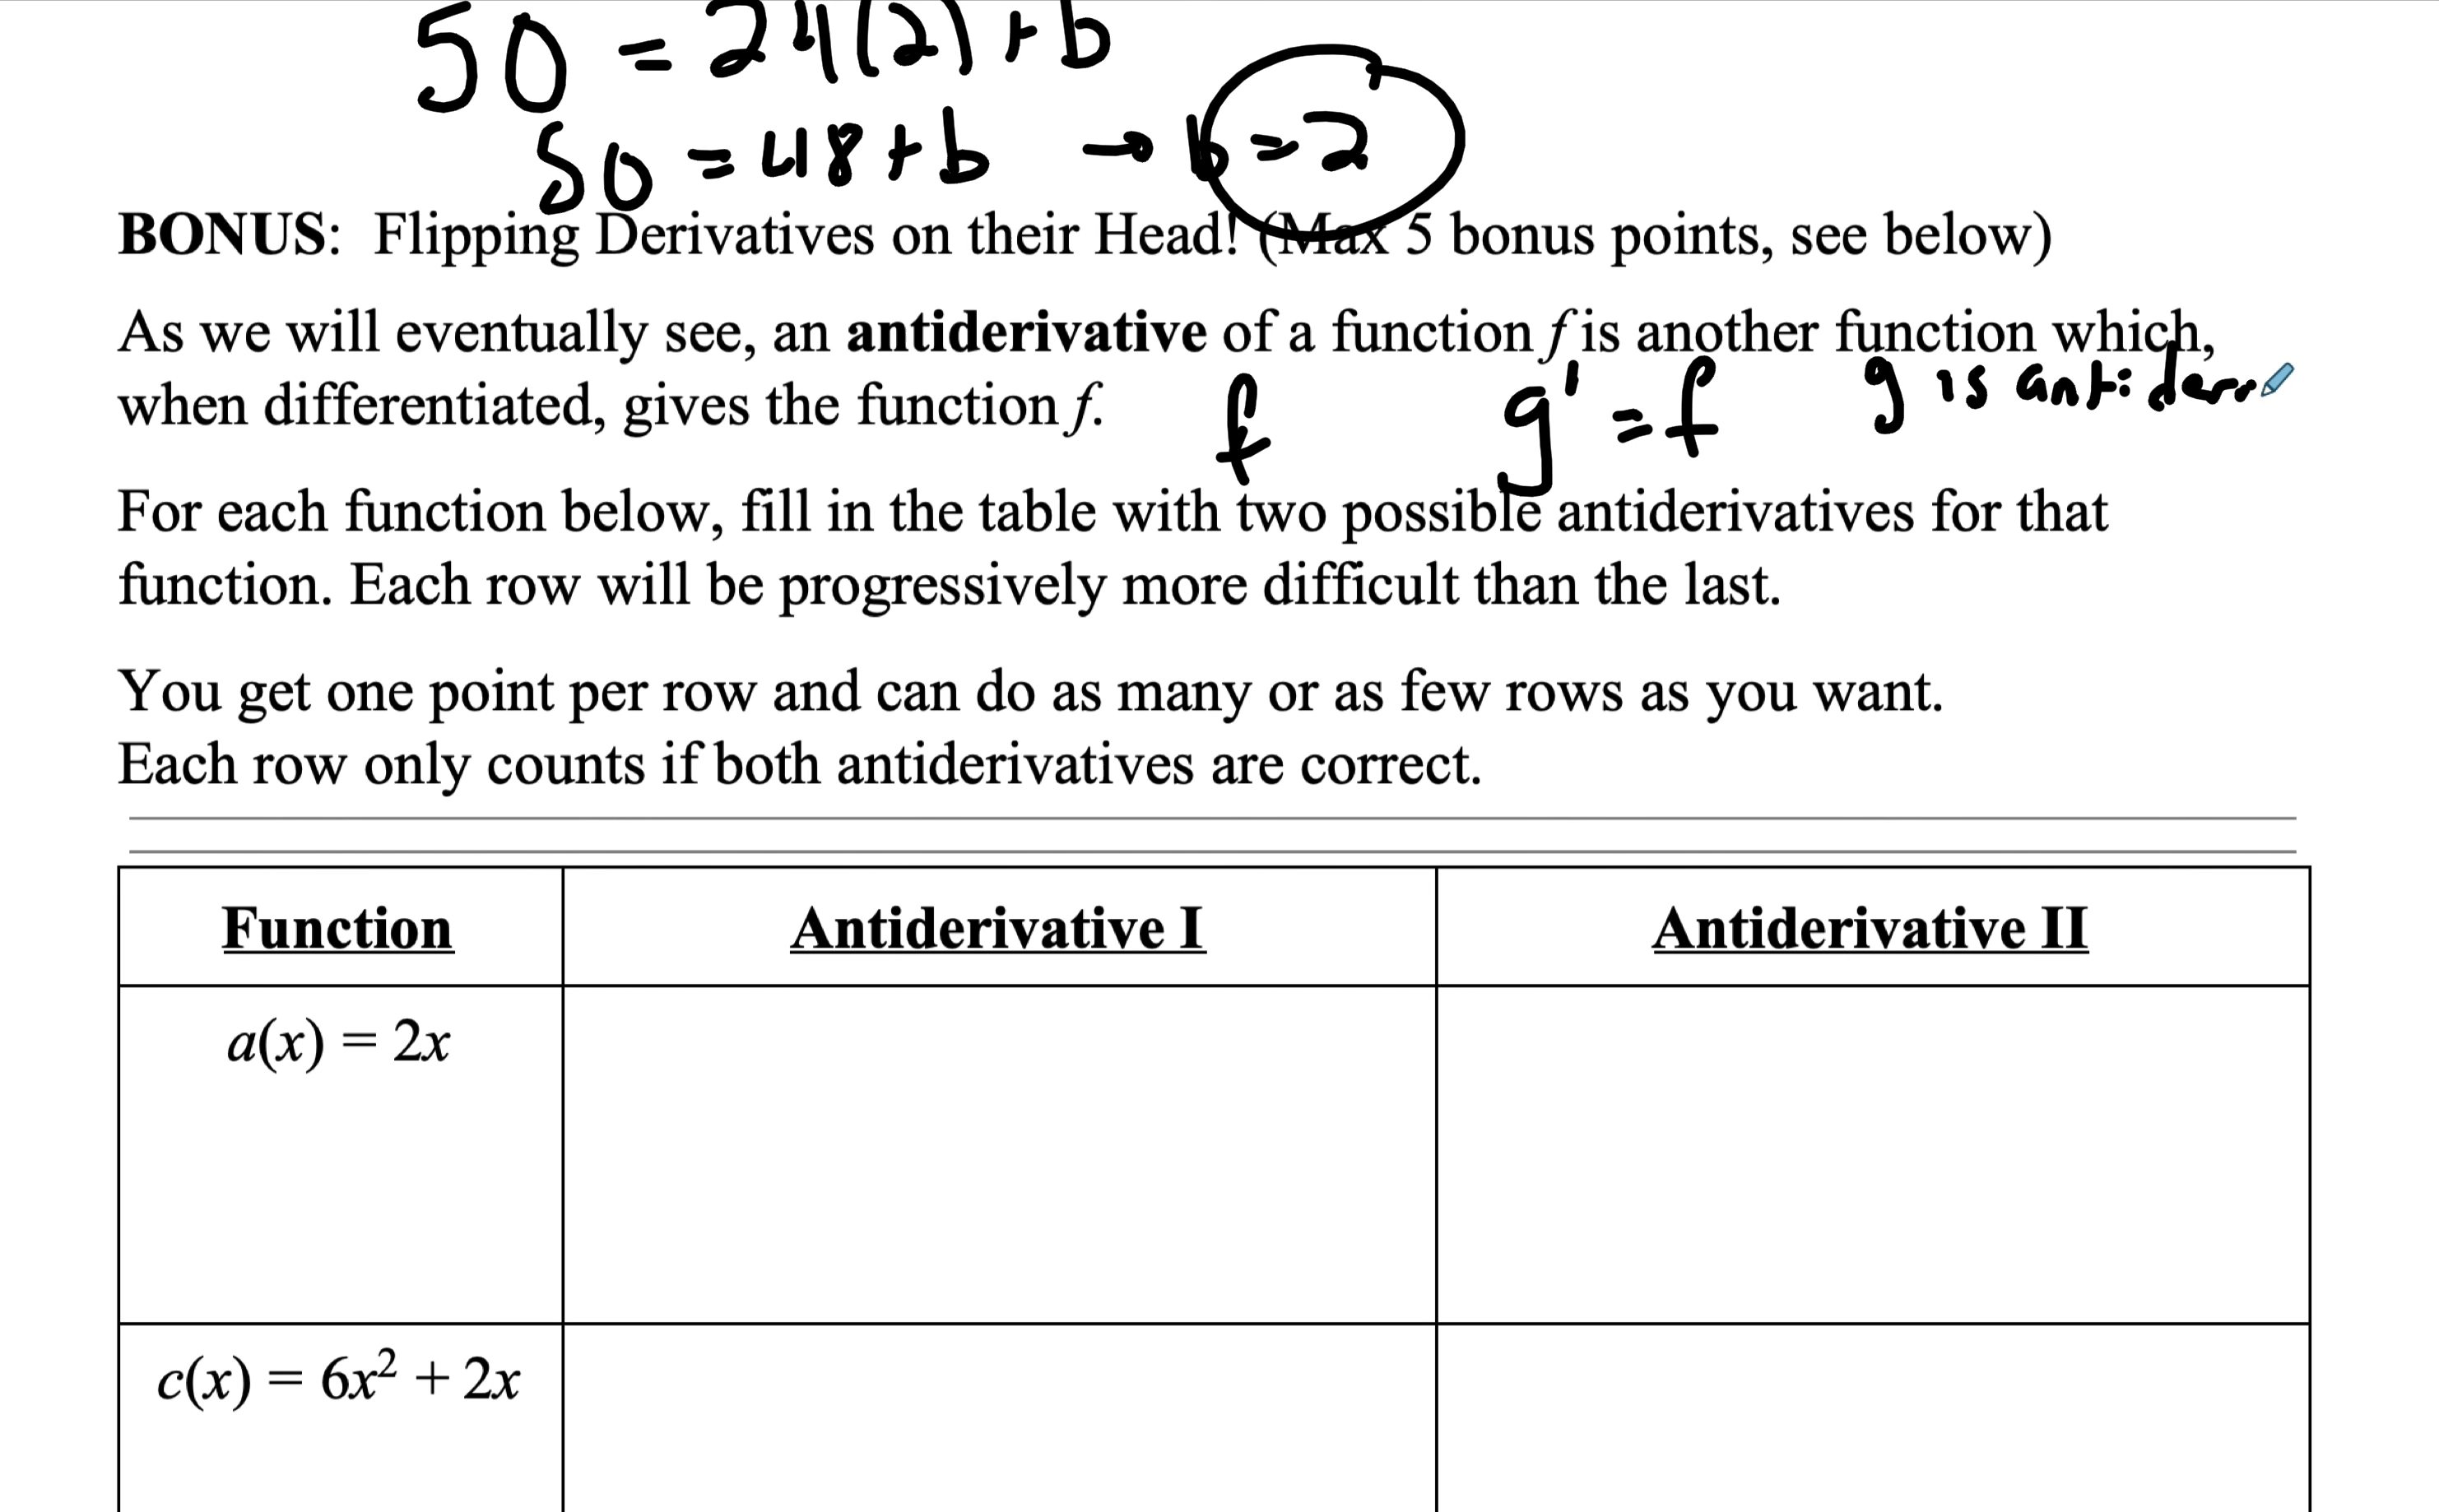 50 = 24(2) + b
50 = 48 + b → b = 2
BONUS: Flipping Derivatives on their Head! (Max 5 bonus points, see below)
As we will eventually see, an antiderivative of a function f is another function which,
when differentiated, gives the function f.
f g' = f g is antider
For each function below, fill in the table with two possible antiderivatives for that
function. Each row will be progressively more difficult than the last.
You get one point per row and can do as many or as few rows as you want.
Each row only counts if both antiderivatives are correct.
Function Antiderivative I Antiderivative II
a(x) = 2x
c(x) = 6x² + 2x